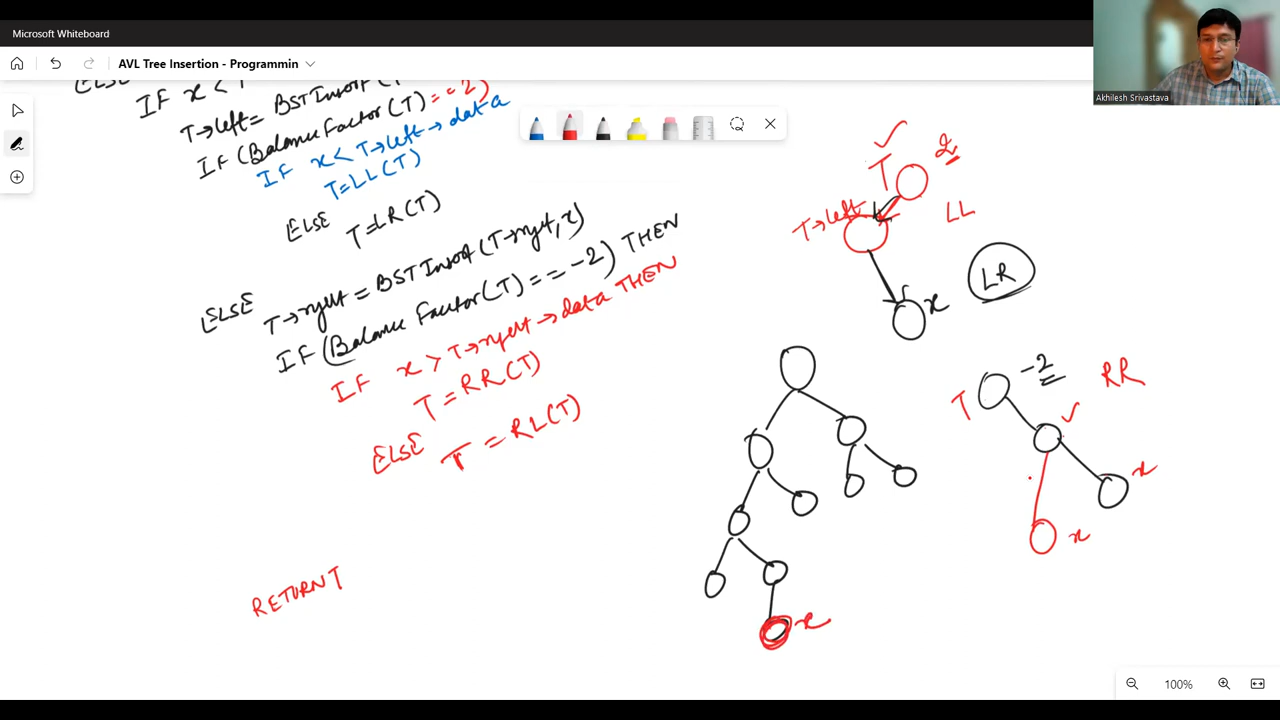 Microsoft Whiteboard
AVL Tree Insertion - Programmin
Akhilesh Srivastava
ELSE
IF x < T
T→left = BSTInsert(T
IF (BalanceFactor(T) == 2)
IF x < T→left → data
T=LL(T)
ELSE
T=LR(T)
ELSE
T→right = BSTInsert(T→right, x)
IF (Balance Factor(T) == -2) THEN
IF x > T→right → data THEN
T = RR(T)
ELSE
T = RL(T)
RETURN T
T
2
T→left
LL
LR
x
-2
T
RR
x
x
x
100%